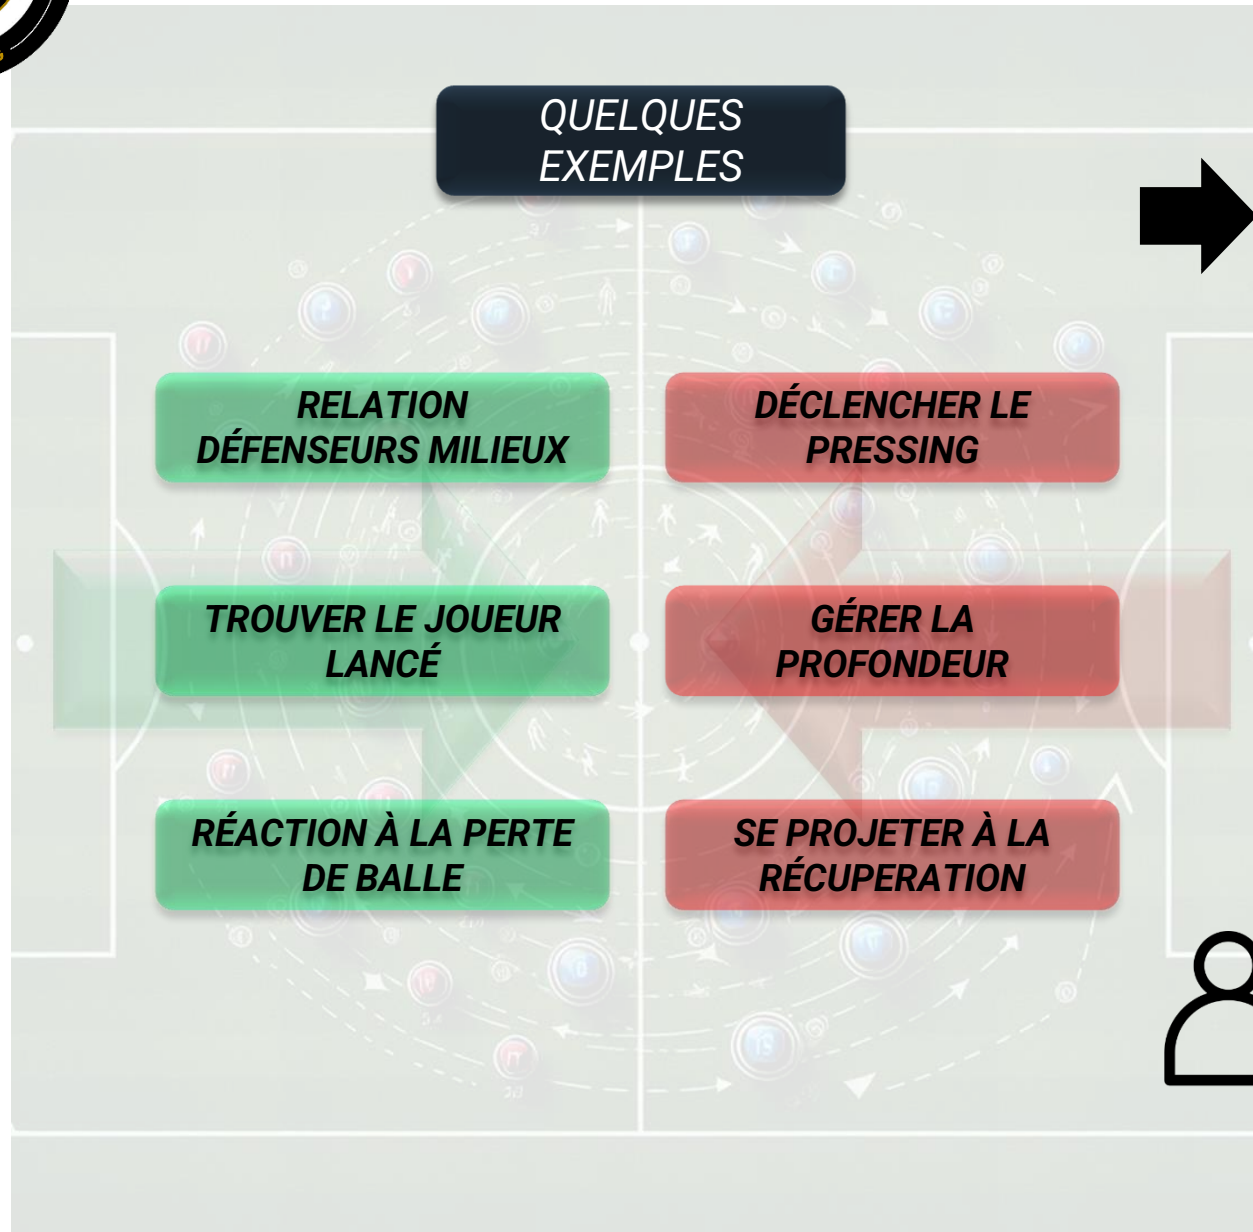 QUELQUES
EXEMPLES
RELATION
DÉFENSEURS MILIEUX
DÉCLENCHER LE
PRESSING
TROUVER LE JOUEUR
LANCÉ
GÉRER LA
PROFONDEUR
RÉACTION À LA PERTE
DE BALLE
SE PROJETER À LA
RÉCUPERATION